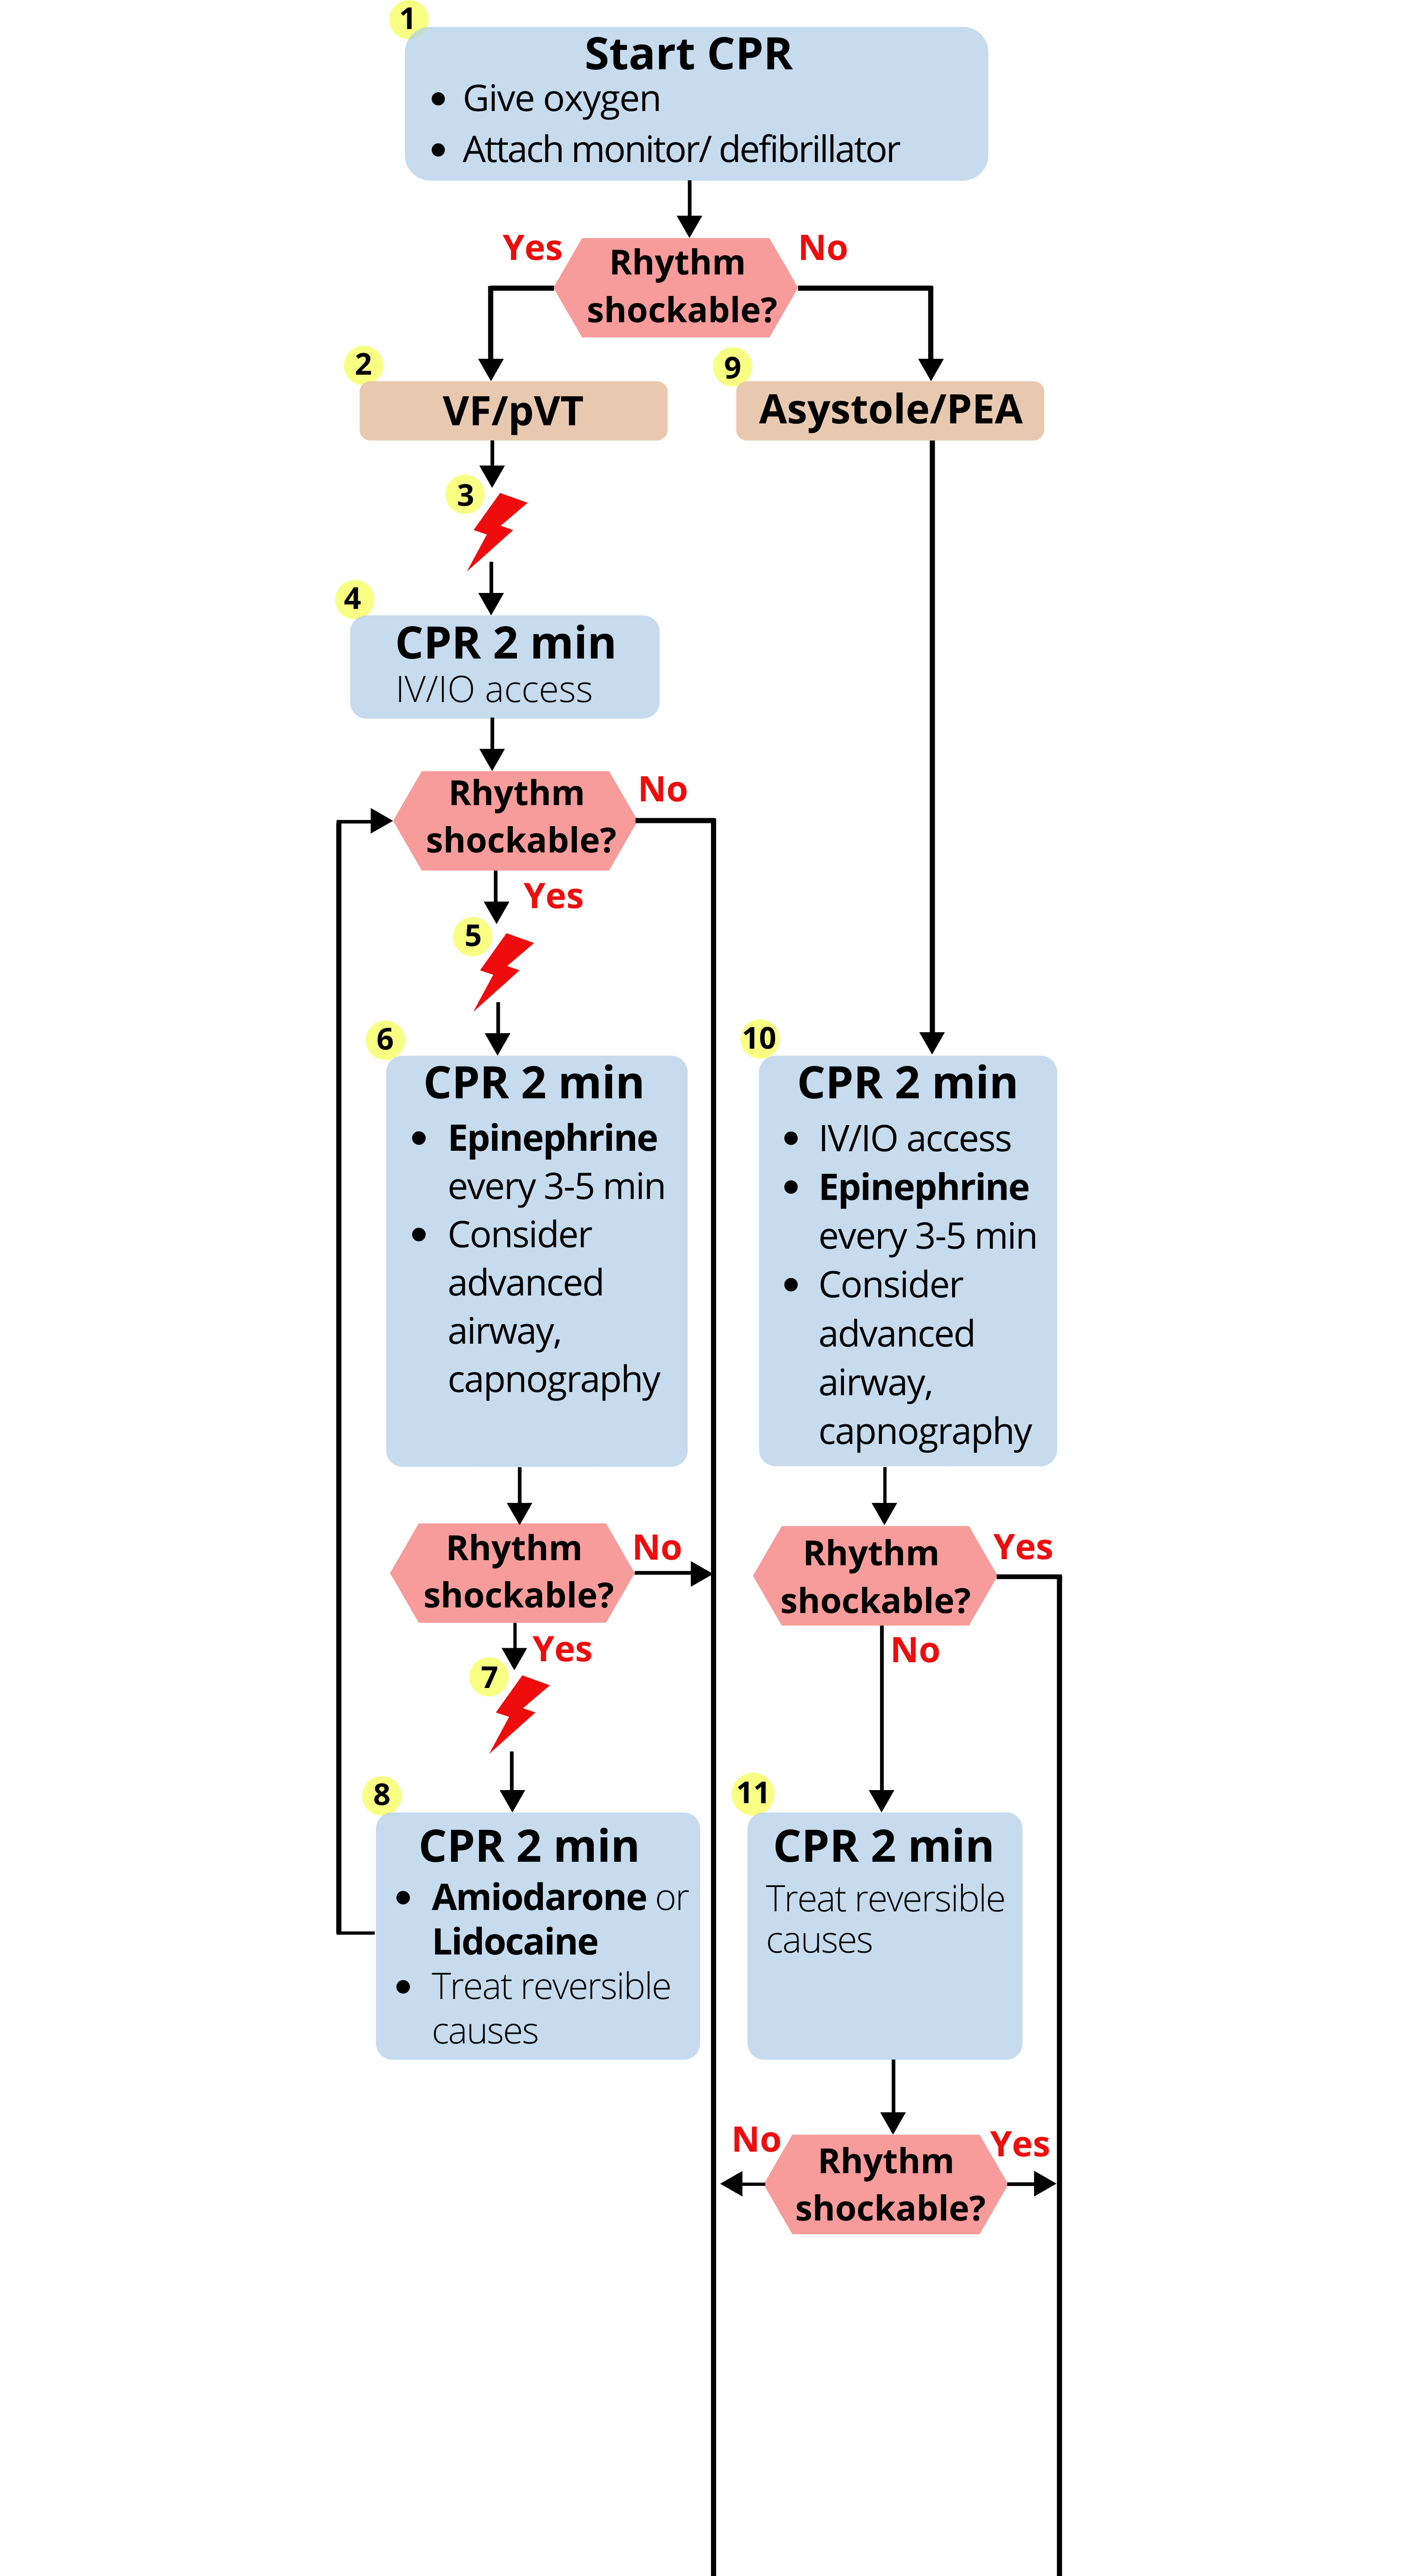 1
Start CPR
• Give oxygen
• Attach monitor/ defibrillator
Yes
Rhythm
shockable?
No
2
VF/pVT
9
Asystole/PEA
3
4
CPR 2 min
IV/IO access
Rhythm
shockable?
No
Yes
5
6
CPR 2 min
• Epinephrine
every 3-5 min
• Consider
advanced
airway,
capnography
10
CPR 2 min
• IV/IO access
• Epinephrine
every 3-5 min
• Consider
advanced
airway,
capnography
Rhythm
shockable?
No
Yes
7
Rhythm
shockable?
Yes
No
8
CPR 2 min
• Amiodarone or
Lidocaine
• Treat reversible
causes
11
CPR 2 min
Treat reversible
causes
No
Rhythm
shockable?
Yes